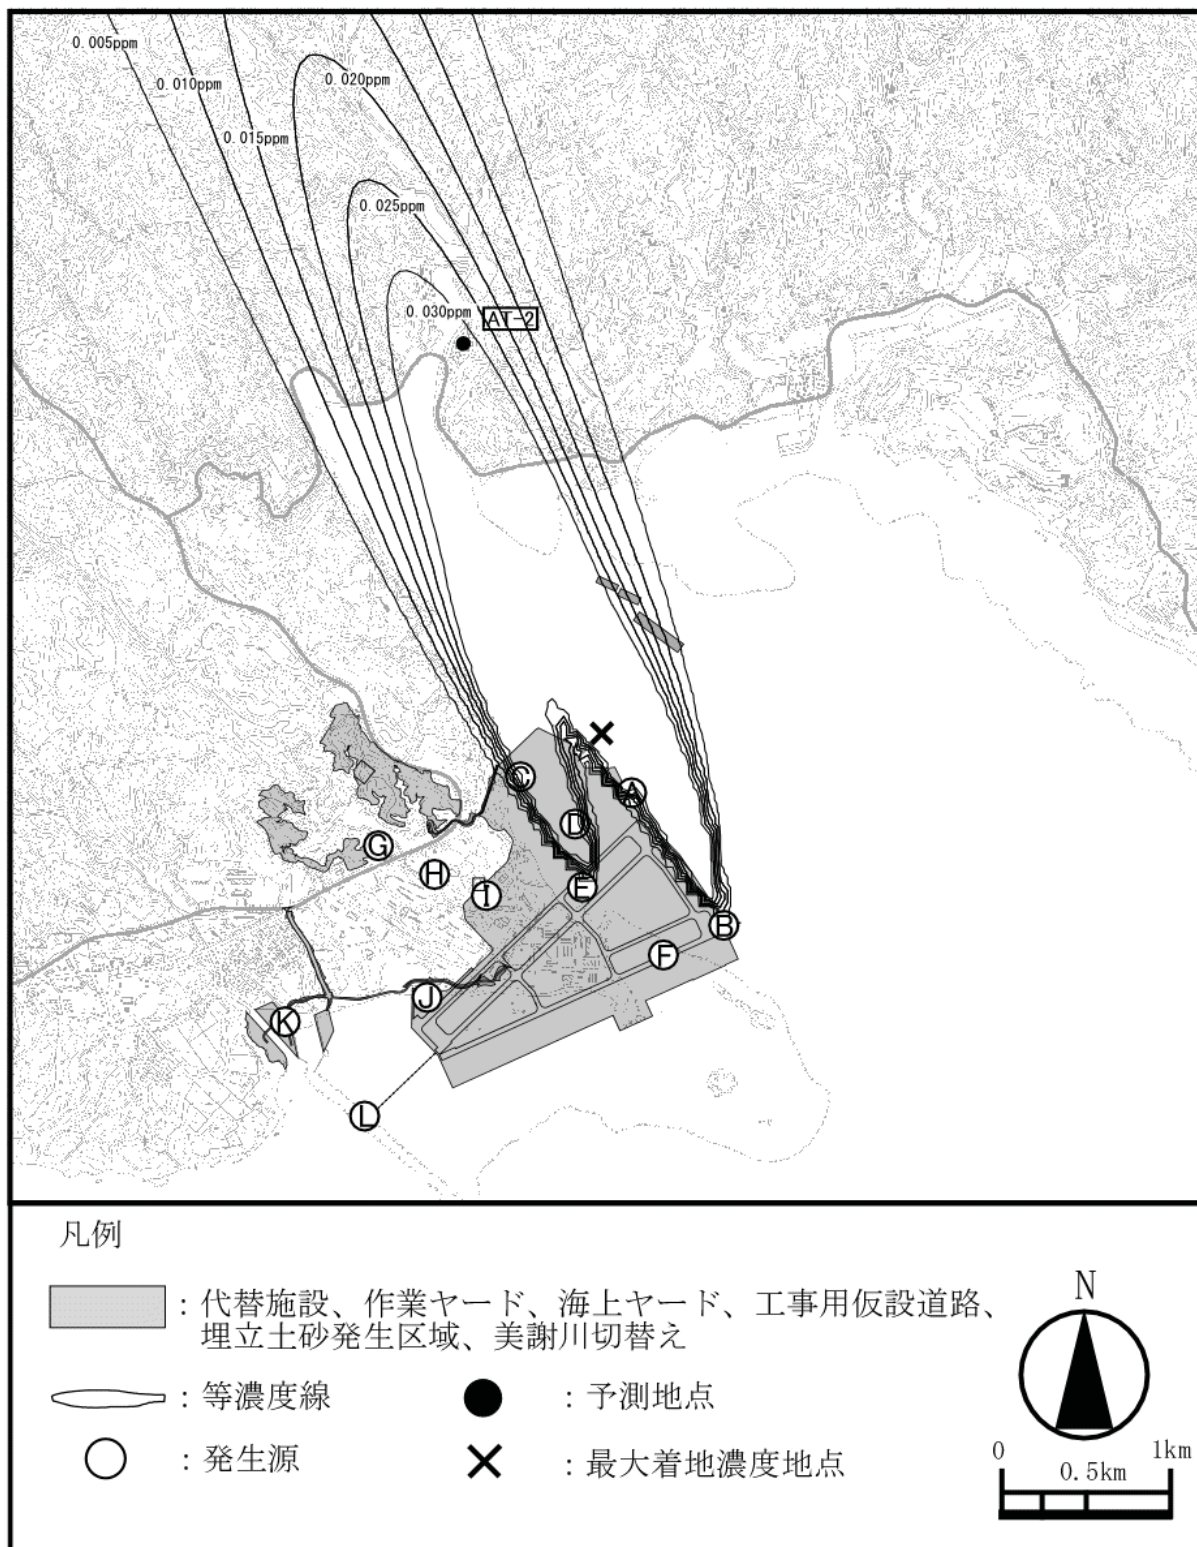 0.005ppm
0.010ppm
0.020ppm
0.015ppm
0.025ppm
0.030ppm
AT-2
C
A
D
G
H
E
I
B
F
J
K
L
凡例
：代替施設、作業ヤード、海上ヤード、工事用仮設道路、
埋立土砂発生区域、美謝川切替え
：等濃度線
：予測地点
：発生源
：最大着地濃度地点
N
0
0.5km
1km